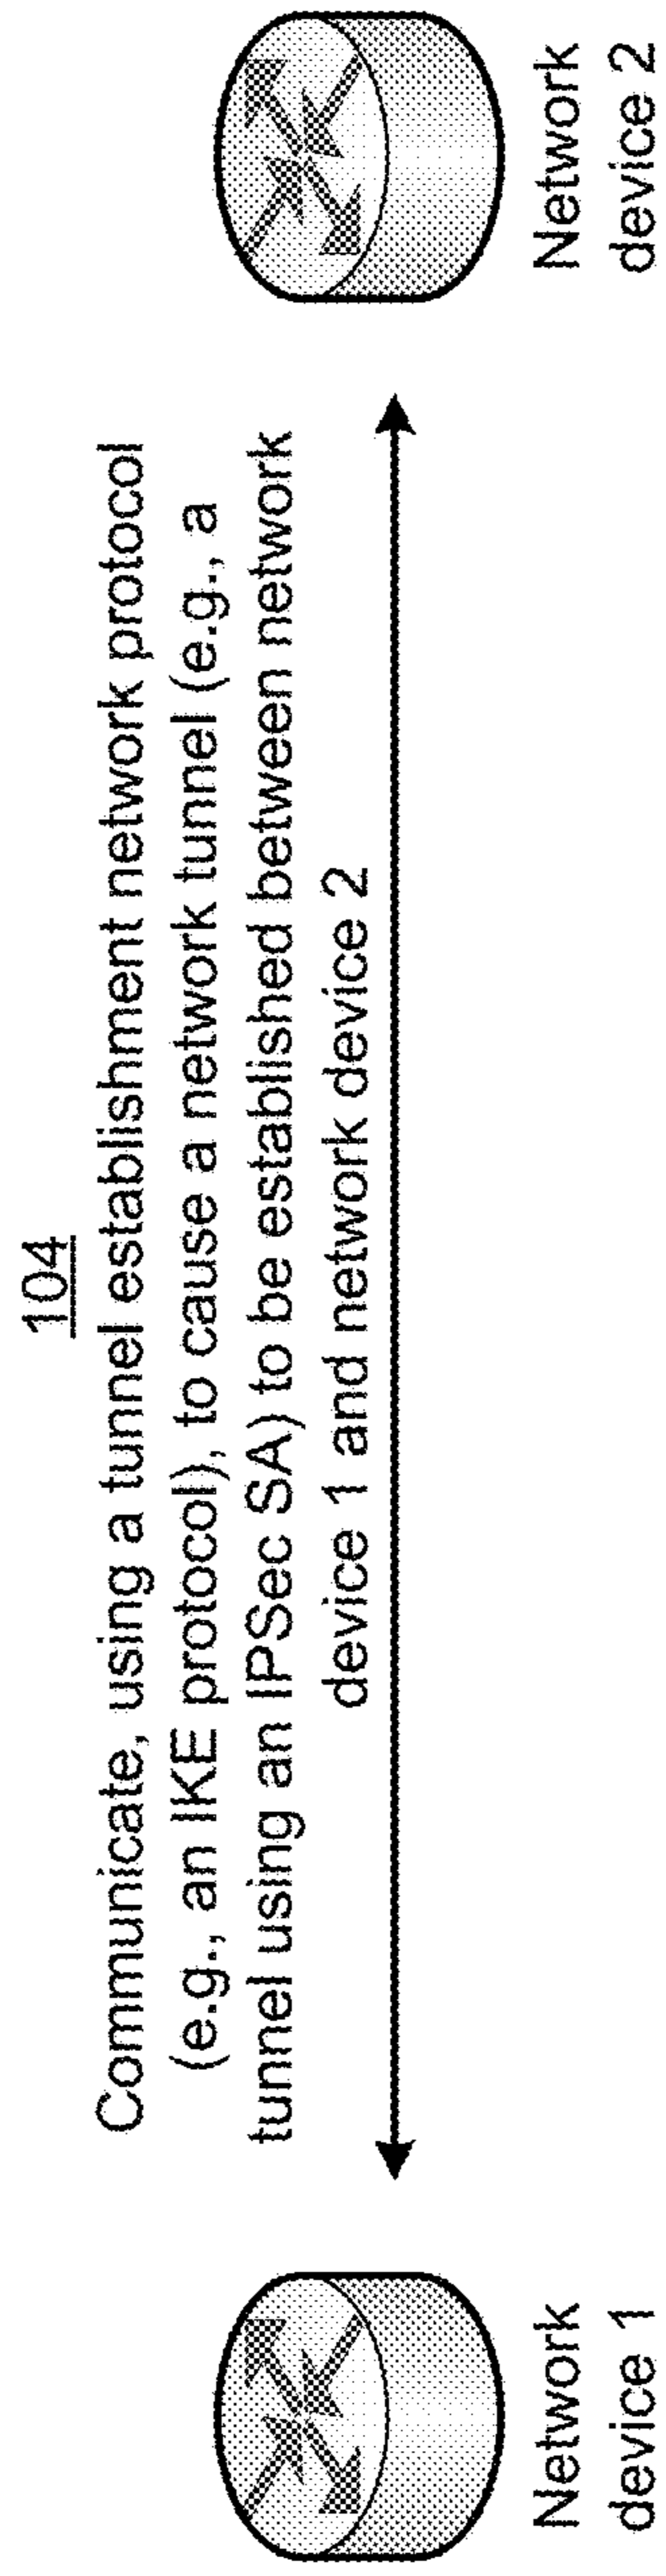 104
Communicate, using a tunnel establishment network protocol
(e.g., an IKE protocol), to cause a network tunnel (e.g., a
tunnel using an IPSec SA) to be established between network
device 1 and network device 2
Network
device 1
Network
device 2